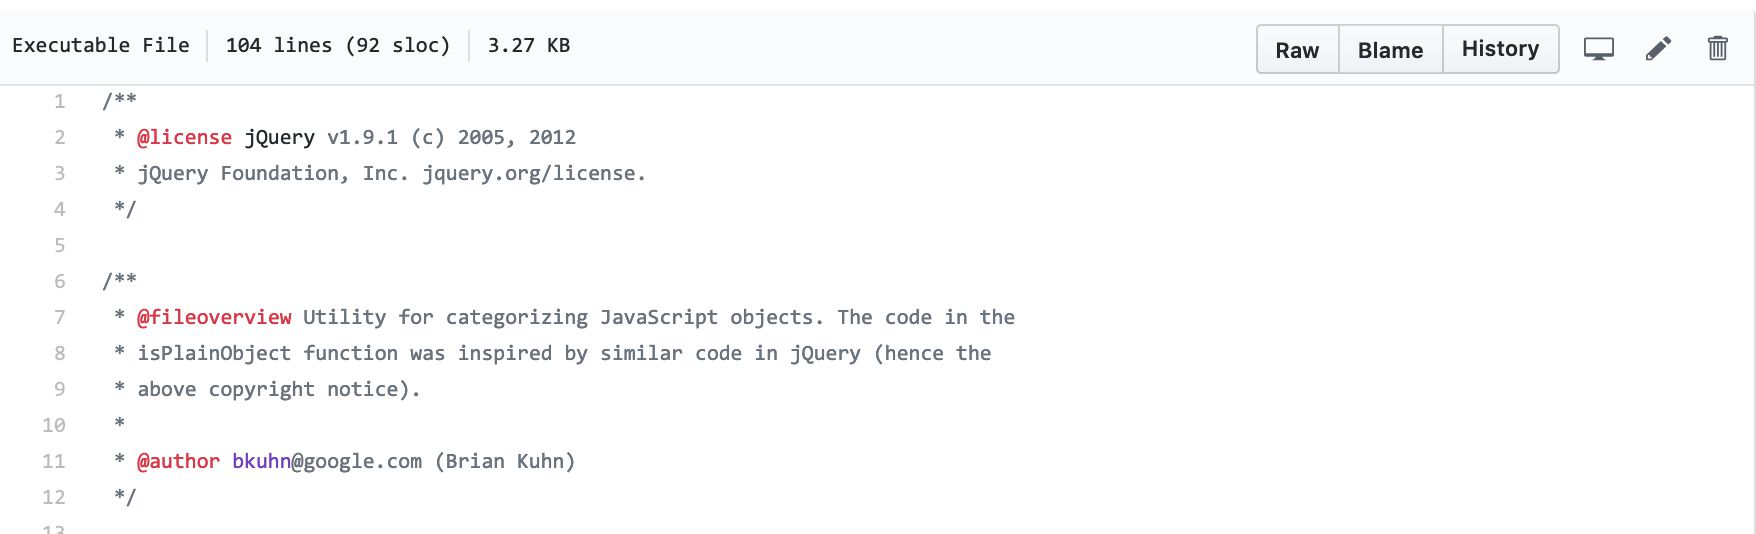 Executable File 104 lines (92 sloc) 3.27 KB Raw Blame History
1 /**
2 * @license jQuery v1.9.1 (c) 2005, 2012
3 * jQuery Foundation, Inc. jquery.org/license.
4 */
5
6 /**
7 * @fileoverview Utility for categorizing JavaScript objects. The code in the
8 * isPlainObject function was inspired by similar code in jQuery (hence the
9 * above copyright notice).
10 *
11 * @author bkuhn@google.com (Brian Kuhn)
12 */
13